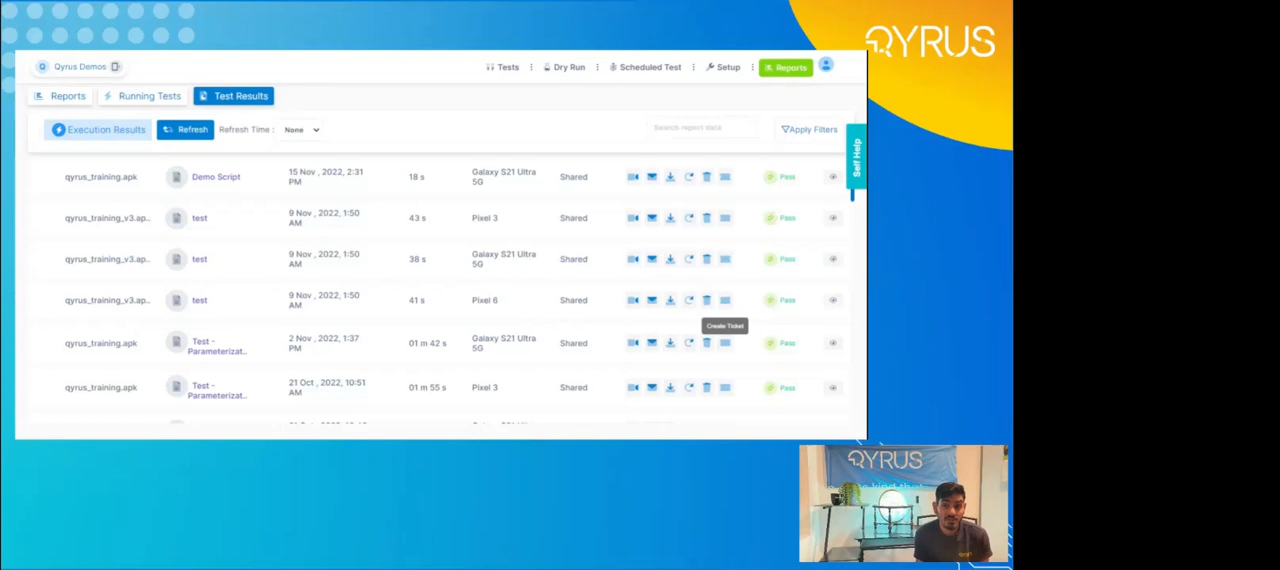 QYRUS
Qyrus Demos
Tests Dry Run Scheduled Test Setup Reports
Reports Running Tests Test Results
Execution Results Refresh Refresh Time : None Search report data Apply Filters
Self Help
qyrus_training.apk Demo Script 15 Nov , 2022, 2:31 PM 18 s Galaxy S21 Ultra 5G Shared Pass
qyrus_training_v3.ap.. test 9 Nov , 2022, 1:50 AM 43 s Pixel 3 Shared Pass
qyrus_training_v3.ap.. test 9 Nov , 2022, 1:50 AM 38 s Galaxy S21 Ultra 5G Shared Pass
qyrus_training_v3.ap.. test 9 Nov , 2022, 1:50 AM 41 s Pixel 6 Shared Pass
Create Ticket
qyrus_training.apk Test - Parameterizat.. 2 Nov , 2022, 1:37 PM 01 m 42 s Galaxy S21 Ultra 5G Shared Pass
qyrus_training.apk Test - Parameterizat.. 21 Oct , 2022, 10:51 AM 01 m 55 s Pixel 3 Shared Pass
QYRUS
kind that